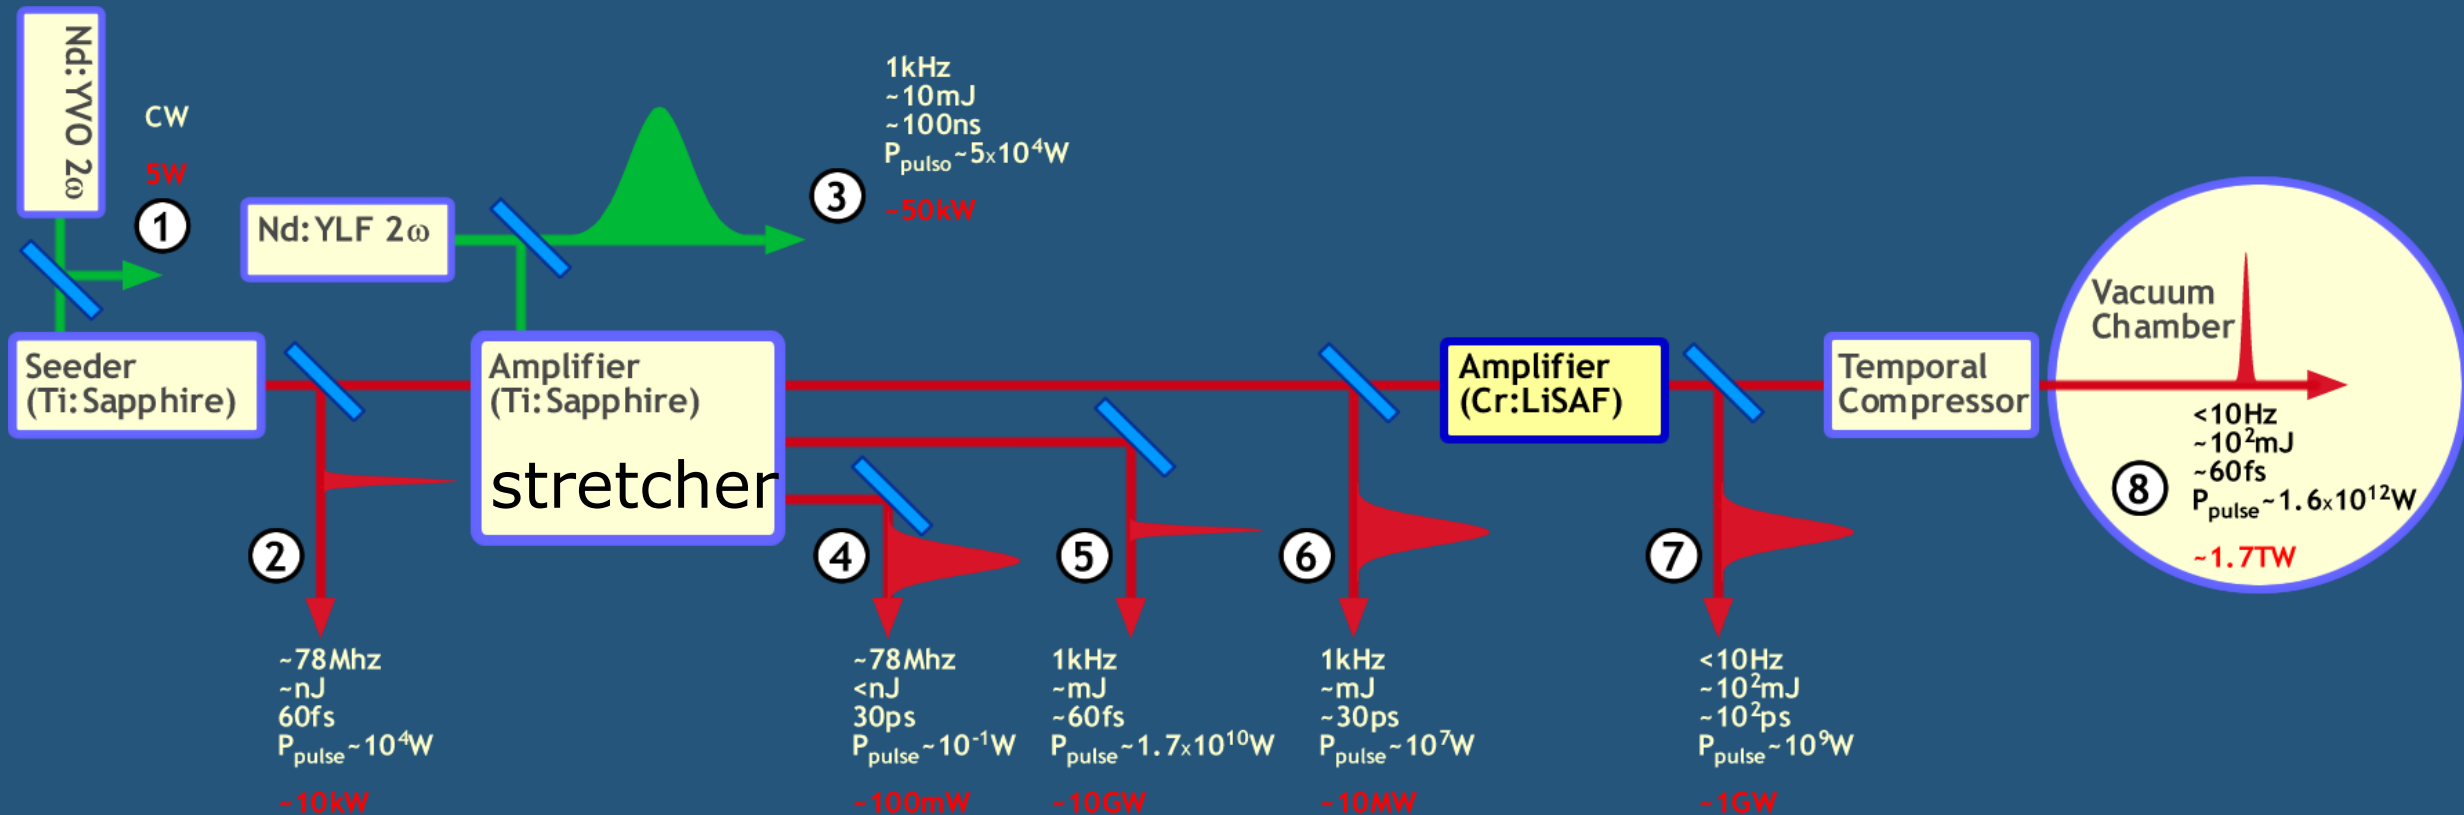 Nd:YVO 2ω
CW
5W
1
Nd:YLF 2ω
3
1kHz
~10mJ
~100ns
Ppulso~5x10⁴W
~50kW
Seeder
(Ti:Sapphire)
Amplifier
(Ti:Sapphire)
stretcher
Amplifier
(Cr:LiSAF)
Temporal
Compressor
Vacuum
Chamber
8
<10Hz
~10²mJ
~60fs
Ppulse~1.6x10¹²W
~1.7TW
2
~78Mhz
~nJ
60fs
Ppulse~10⁴W
~10kW
4
~78Mhz
<nJ
30ps
Ppulse~10⁻¹W
~100mW
5
1kHz
~mJ
~60fs
Ppulse~1.7x10¹⁰W
~10GW
6
1kHz
~mJ
~30ps
Ppulse~10⁷W
~10MW
7
<10Hz
~10²mJ
~10²ps
Ppulse~10⁹W
~1GW